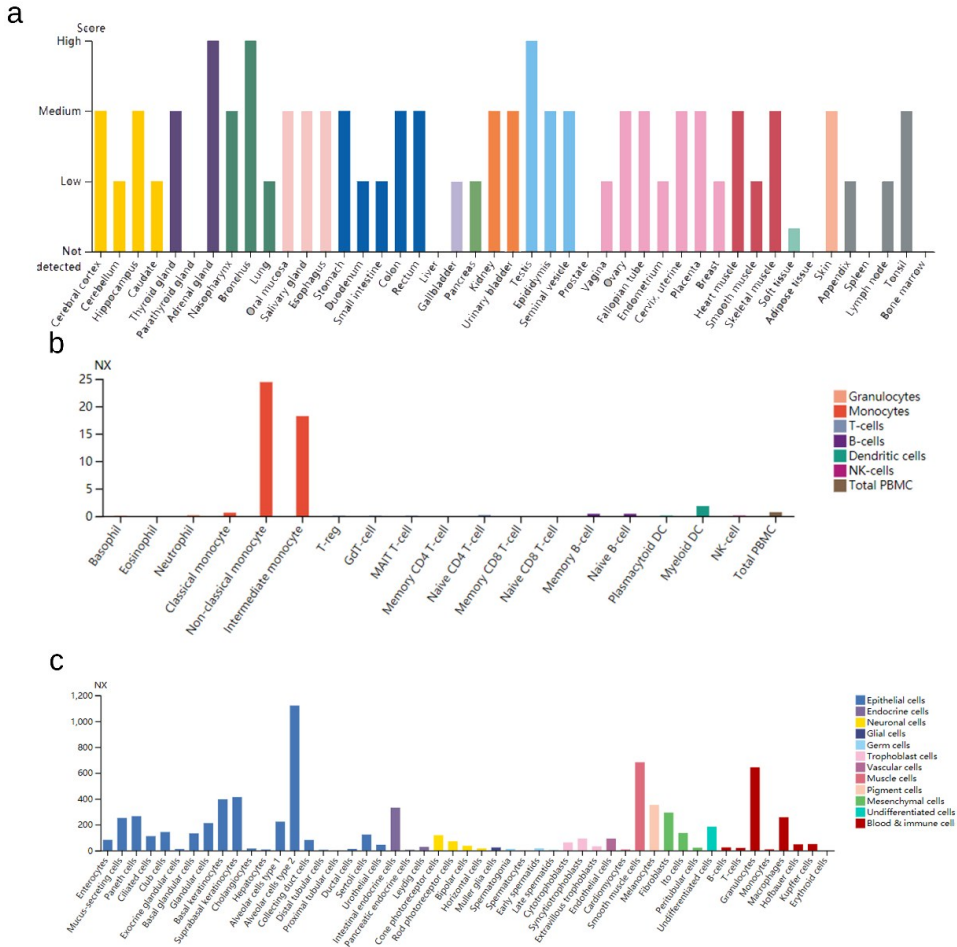 a
Score
High
Medium
Low
Not
detected
Cerebral cortex
Cerebellum
Hippocampus
Caudate
Thyroid gland
Parathyroid gland
Adrenal gland
Nasopharynx
Bronchus
Lung
Oal mucosa
Salivary gland
Esophagus
Stomach
Duodenum
Small intestine
Colon
Rectum
Liver
Gallbladder
Pancreas
Kidney
Urinary bladder
Testis
Epididymis
Seminal vesicle
Prostate
Vagina
Ovary
Fallopian tube
Endometrium
Cervix, uterine
Placenta
Breast
Heart muscle
Smooth muscle
Skeletal muscle
Soft tissue
Adipose tissue
Skin
Appendix
Spleen
Lymph node
Tonsil
Bone marrow
b
NX
25
20
15
10
5
0
Basophil
Eosinophil
Neutrophil
Classical monocyte
Non-classical monocyte
Intermediate monocyte
T-reg
GdT-cell
MAIT T-cell
Memory CD4 T-cell
Naive CD4 T-cell
Memory CD8 T-cell
Naive CD8 T-cell
Memory B-cell
Naive B-cell
Plasmacytoid DC
Myeloid DC
NK-cell
Total PBMC
Granulocytes
Monocytes
T-cells
B-cells
Dendritic cells
NK-cells
Total PBMC
c
NX
1,200
1,000
800
600
400
200
0
Enterocytes
Mucus-secreting cells
Paneth cells
Ciliated cells
Club cells
Exocrine glandular cells
Basal glandular cells
Glandular cells
Basal keratinocytes
Suprabasal keratinocytes
Cholangiocytes
Hepatocytes
Alveolar cells type 1
Alveolar cells type 2
Collecting duct cells
Distal tubular cells
Proximal tubular cells
Ductal cells
Sertoli cells
Urothelial cells
Intestinal endocrine cells
Pancreatic endocrine cells
Leydig cells
Cone photoreceptor cells
Rod photoreceptor cells
Bipolar cells
Horizontal cells
Muller glia cells
Spermatogonia
Spermatocytes
Early spermatids
Late spermatids
Cytotrophoblasts
Syncytiotrophoblasts
Extravillous trophoblasts
Endothelial cells
Cardiomyocytes
Smooth muscle cells
Melanocytes
Fibroblasts
Ito cells
Peritubular cells
Undifferentiated cells
B-cells
T-cells
Granulocytes
Monocytes
Macrophages
Hofbauer cells
Kupffer cells
Erythroid cells
Epithelial cells
Endocrine cells
Neuronal cells
Glial cells
Germ cells
Trophoblast cells
Vascular cells
Muscle cells
Pigment cells
Mesenchymal cells
Undifferentiated cells
Blood & immune cell